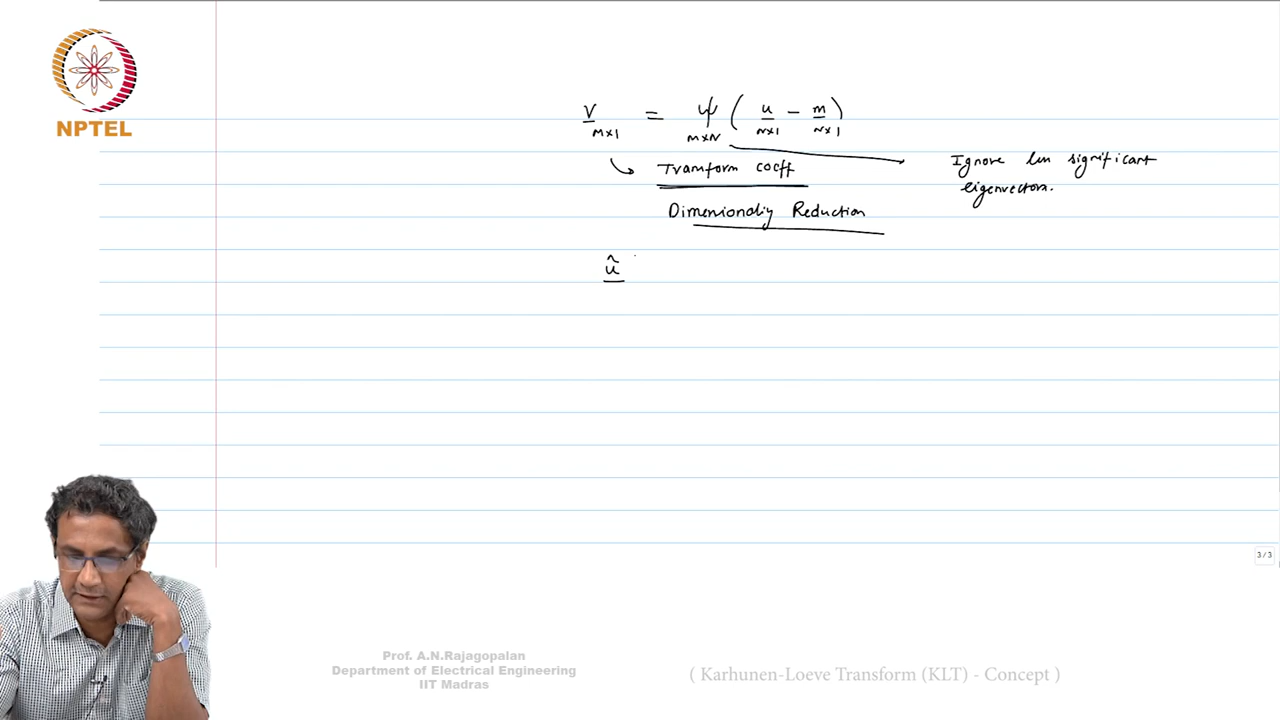 NPTEL
V = ψ ( u − m )
M×1 M×N N×1 N×1
Transform coeff
Ignore less significant
eigenvectors.
Dimensionaliy Reduction
û
3/3
Prof. A.N.Rajagopalan
Department of Electrical Engineering
IIT Madras
( Karhunen-Loeve Transform (KLT) - Concept )